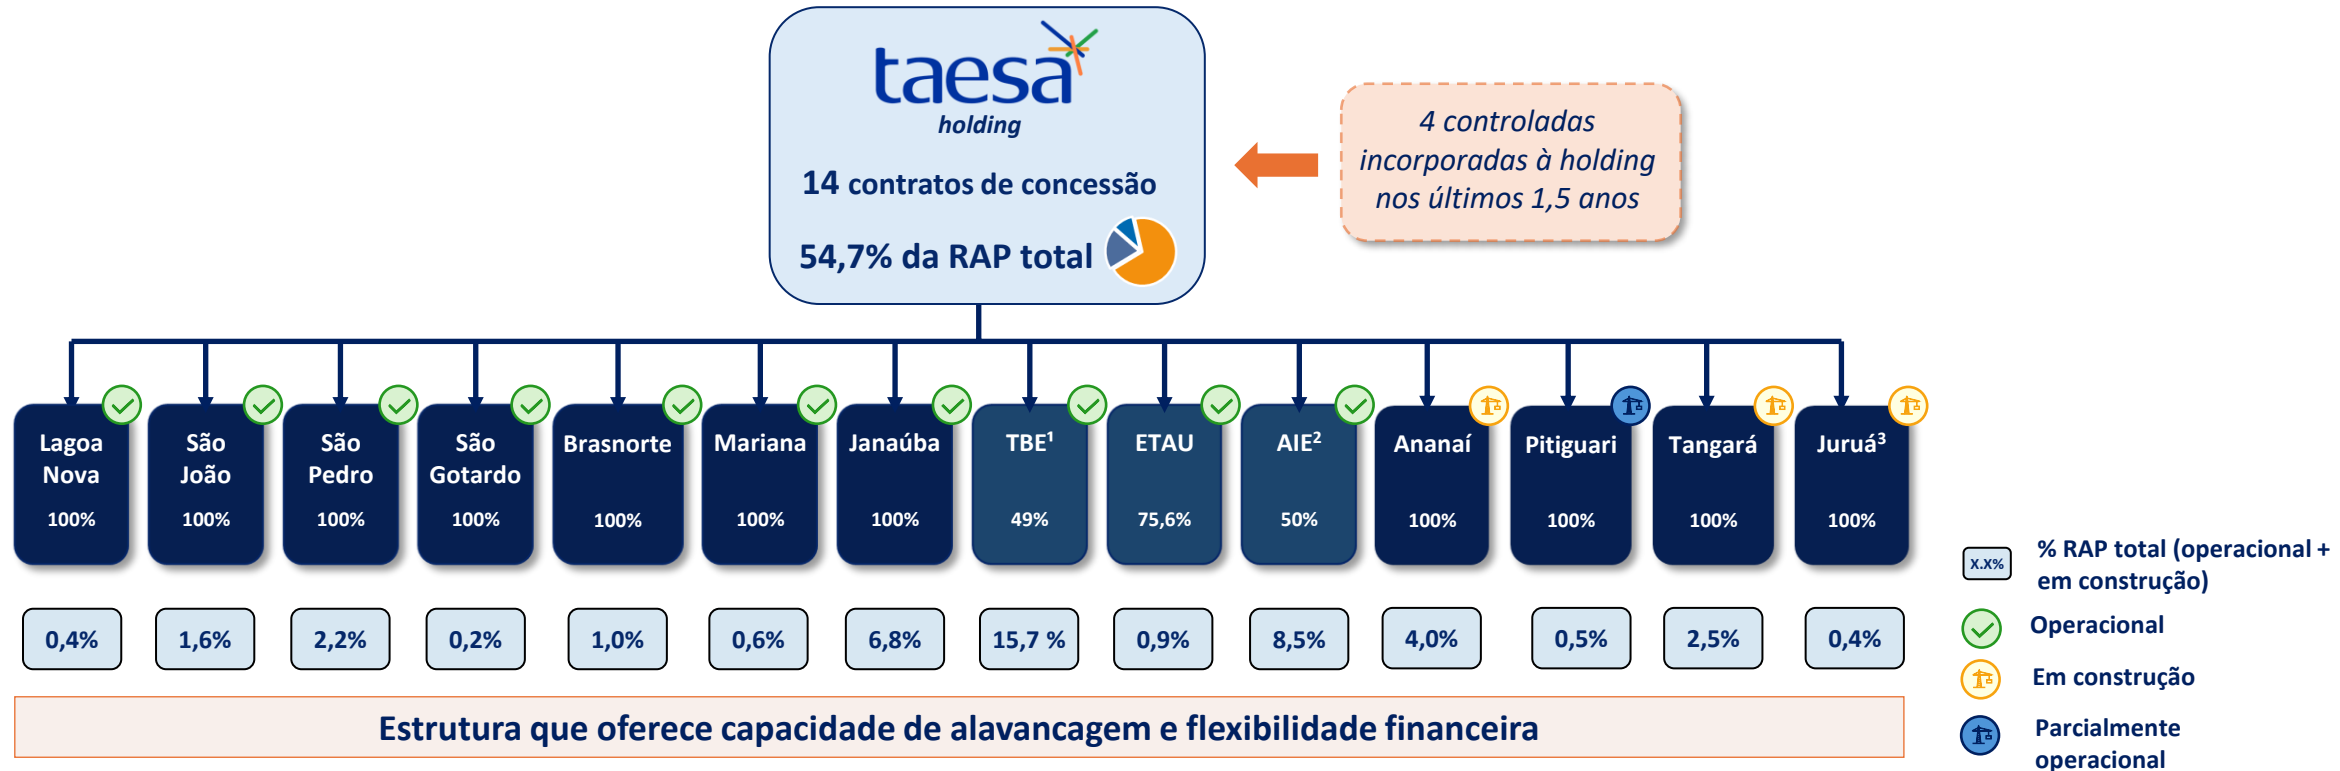 taesa
holding
14 contratos de concessão
54,7% da RAP total
4 controladas
incorporadas à holding
nos últimos 1,5 anos
Lagoa
Nova
100%
São
João
100%
São
Pedro
100%
São
Gotardo
100%
Brasnorte
100%
Mariana
100%
Janaúba
100%
TBE¹
49%
ETAU
75,6%
AIE²
50%
Ananaí
100%
Pitiguari
100%
Tangará
100%
Juruá³
100%
0,4%
1,6%
2,2%
0,2%
1,0%
0,6%
6,8%
15,7 %
0,9%
8,5%
4,0%
0,5%
2,5%
0,4%
Estrutura que oferece capacidade de alavancagem e flexibilidade financeira
X.X%
% RAP total (operacional +
em construção)
Operacional
Em construção
Parcialmente
operacional